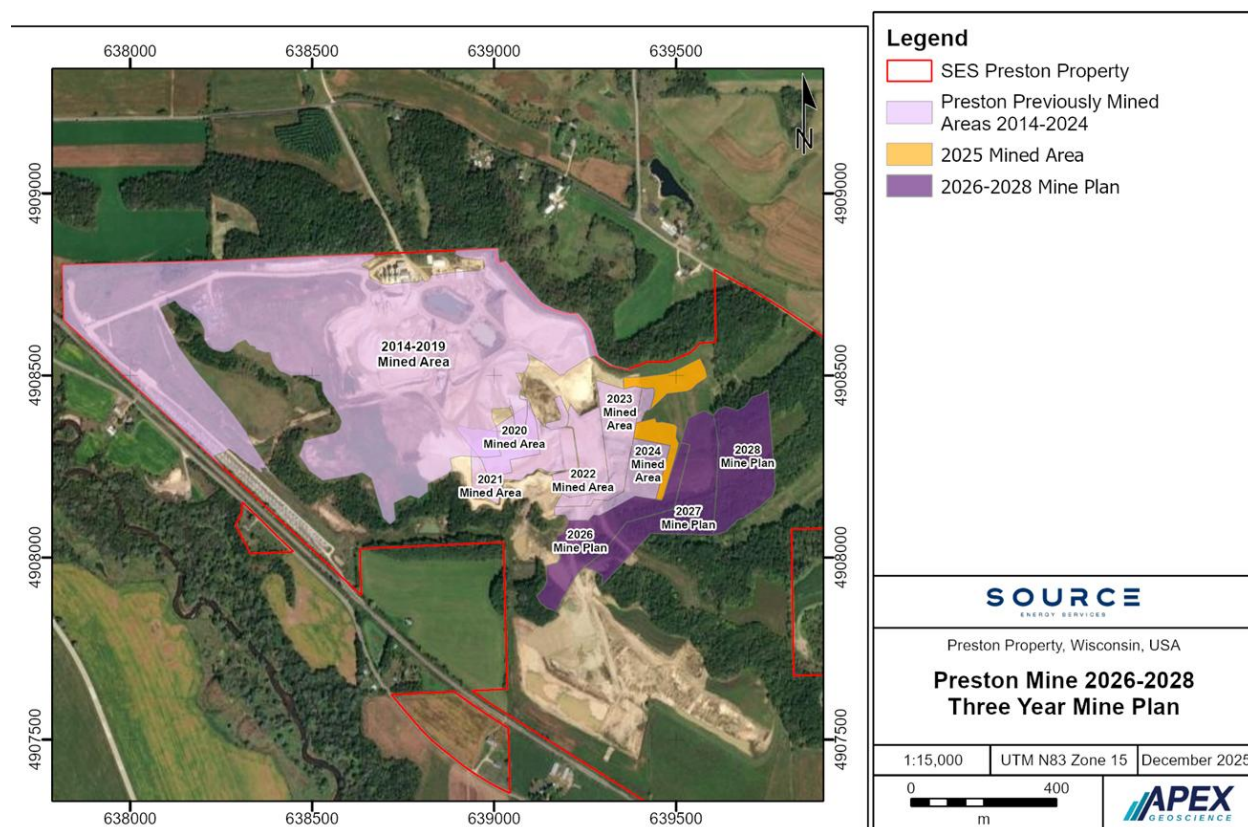 638000
638500
639000
639500
4909000
4908500
4908000
4907500
N
2014-2019
Mined Area
2020
Mined Area
2021
Mined Area
2022
Mined Area
2023
Mined
Area
2024
Mined
Area
2026
Mine Plan
2027
Mine Plan
2028
Mine Plan
4909000
4908500
4908000
4907500
638000
638500
639000
639500
Legend
SES Preston Property
Preston Previously Mined
Areas 2014-2024
2025 Mined Area
2026-2028 Mine Plan
SOURCE
ENERGY SERVICES
Preston Property, Wisconsin, USA
Preston Mine 2026-2028
Three Year Mine Plan
1:15,000
UTM N83 Zone 15
December 2025
0
400
m
APEX
GEOSCIENCE